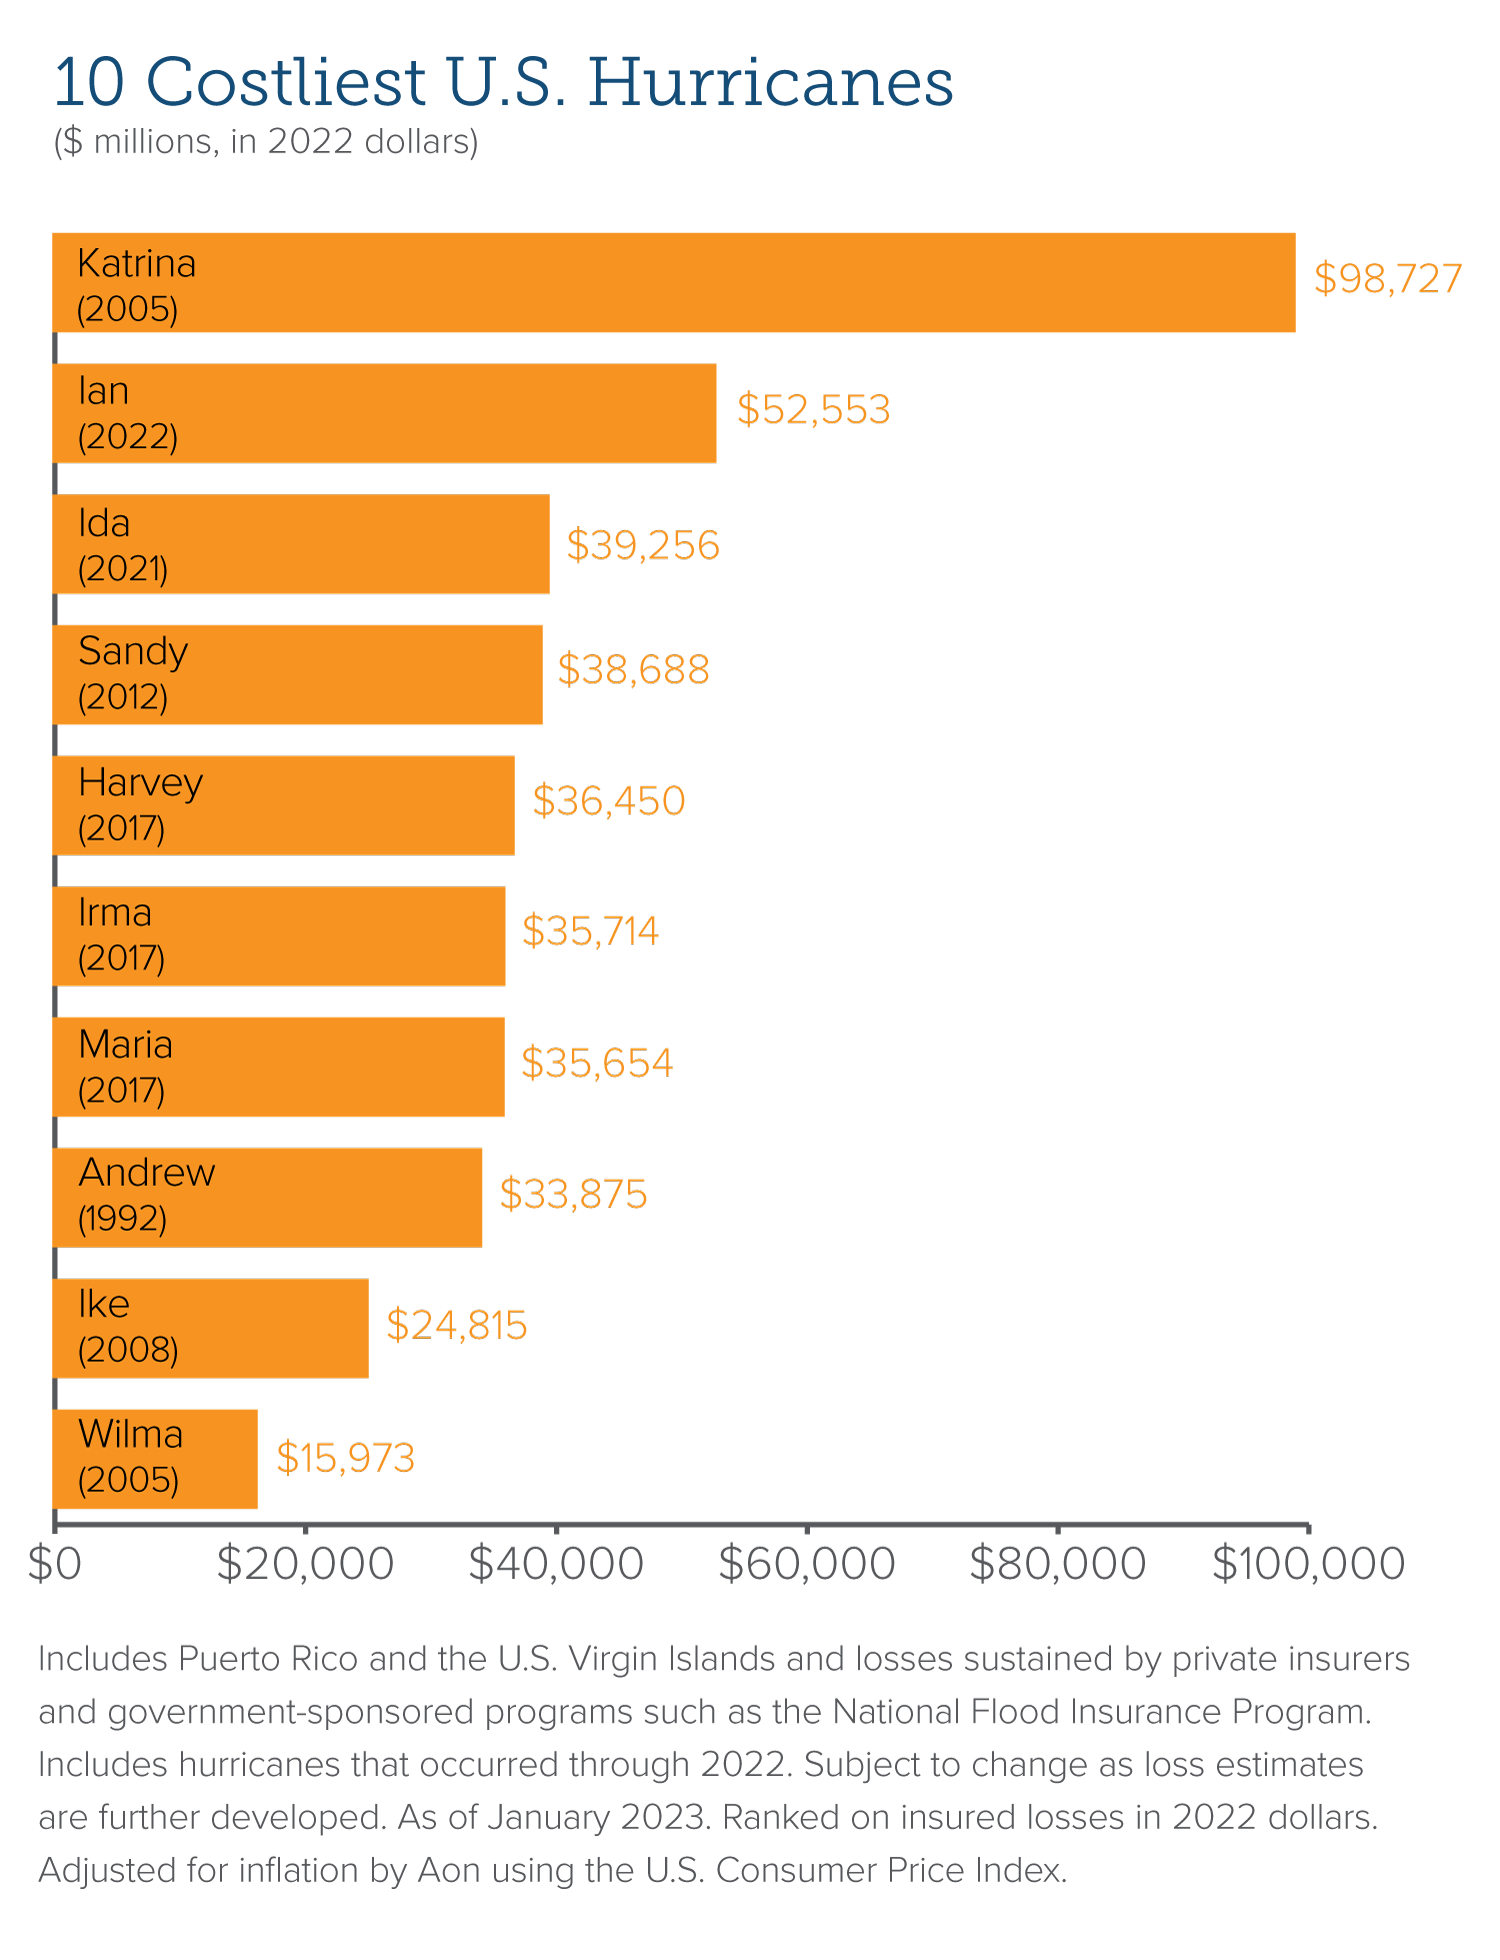 10 Costliest U.S. Hurricanes
($ millions, in 2022 dollars)
Katrina
(2005)
$98,727
Ian
(2022)
$52,553
Ida
(2021)
$39,256
Sandy
(2012)
$38,688
Harvey
(2017)
$36,450
Irma
(2017)
$35,714
Maria
(2017)
$35,654
Andrew
(1992)
$33,875
Ike
(2008)
$24,815
Wilma
(2005)
$15,973
$0 $20,000 $40,000 $60,000 $80,000 $100,000
Includes Puerto Rico and the U.S. Virgin Islands and losses sustained by private insurers
and government-sponsored programs such as the National Flood Insurance Program.
Includes hurricanes that occurred through 2022. Subject to change as loss estimates
are further developed. As of January 2023. Ranked on insured losses in 2022 dollars.
Adjusted for inflation by Aon using the U.S. Consumer Price Index.